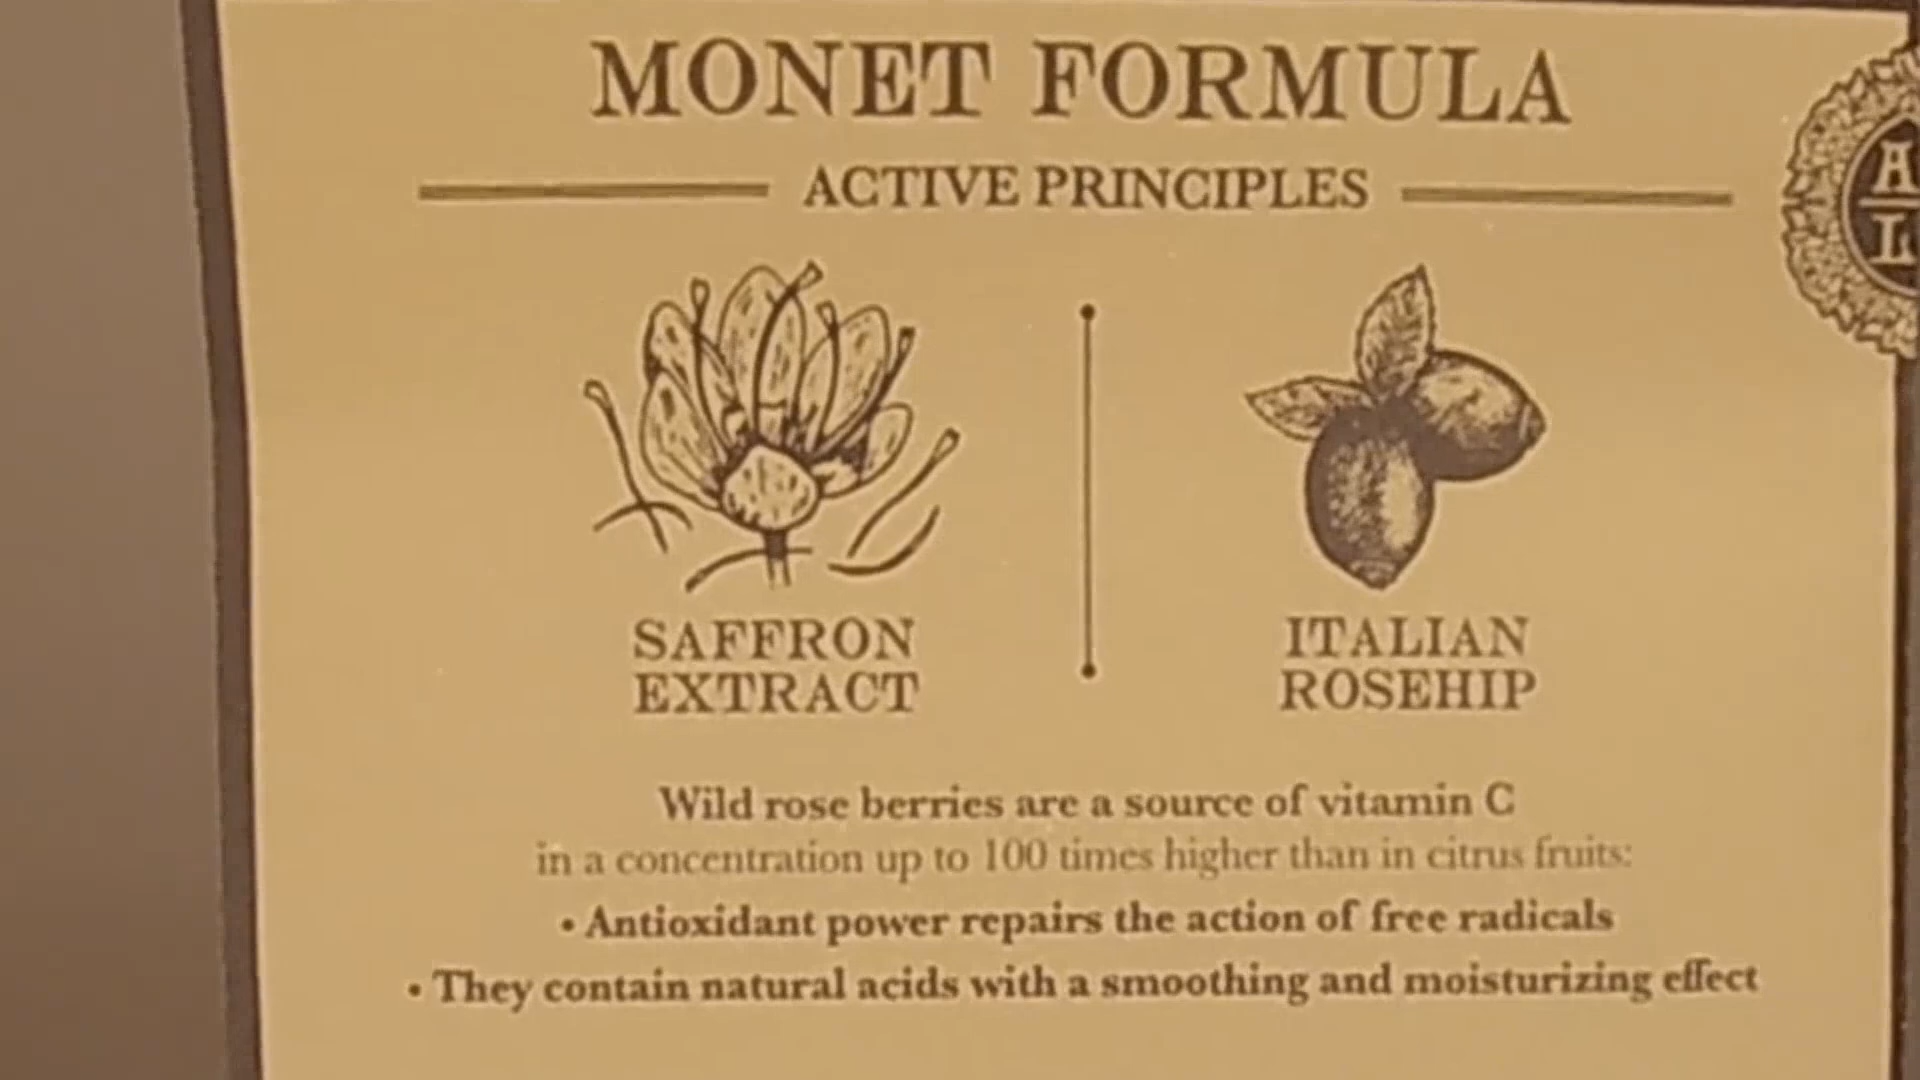 MONET FORMULA
ACTIVE PRINCIPLES
A
L
SAFFRON
EXTRACT
ITALIAN
ROSEHIP
Wild rose berries are a source of vitamin C
in a concentration up to 100 times higher than in citrus fruits:
• Antioxidant power repairs the action of free radicals
• They contain natural acids with a smoothing and moisturizing effect